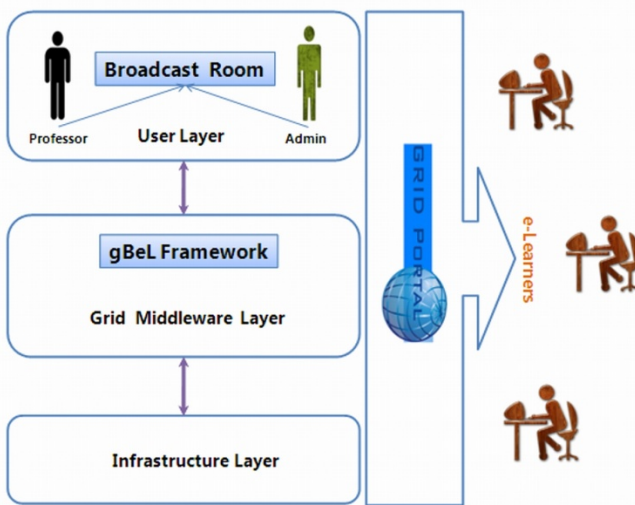 Broadcast Room
Professor
User Layer
Admin
gBeL Framework
Grid Middleware Layer
Infrastructure Layer
GRID PORTAL
e-Learners